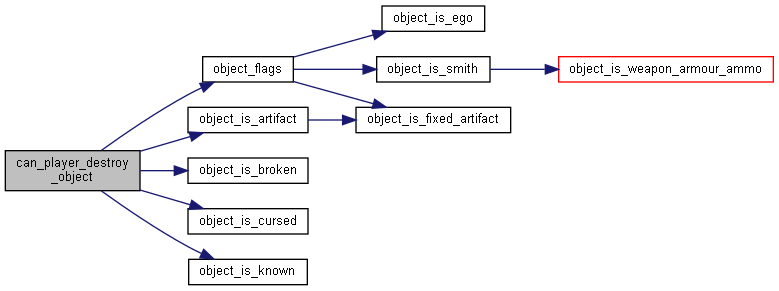 object_is_ego
object_flags
object_is_smith
object_is_weapon_armour_ammo
object_is_artifact
object_is_fixed_artifact
can_player_destroy
_object
object_is_broken
object_is_cursed
object_is_known